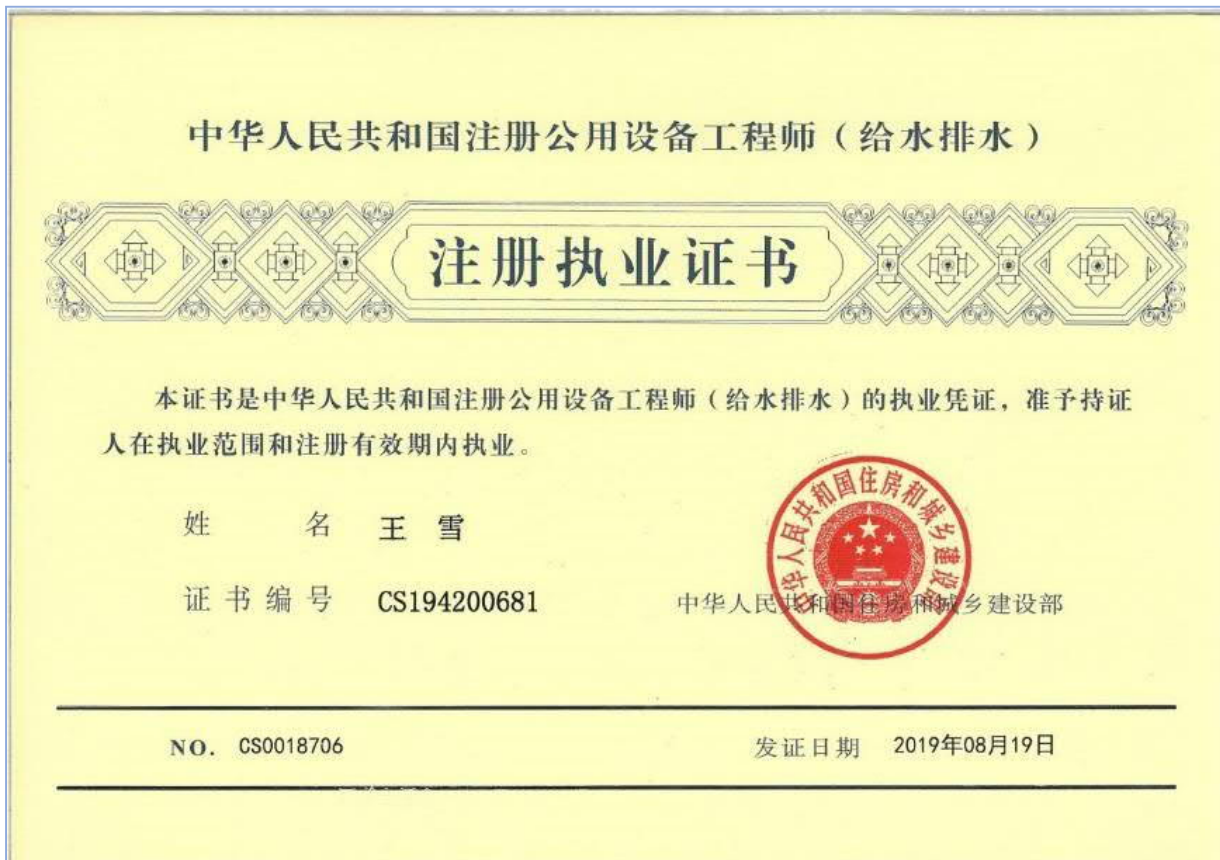 中华人民共和国注册公用设备工程师（给水排水）
注册执业证书
本证书是中华人民共和国注册公用设备工程师（给水排水）的执业凭证，准予持证
人在执业范围和注册有效期内执业。
姓 名 王 雪
证书编号 CS194200681
中华人民共和国住房和城乡建设部
中华人民共和国住房和城乡建设部
NO. CS0018706
发证日期 2019年08月19日